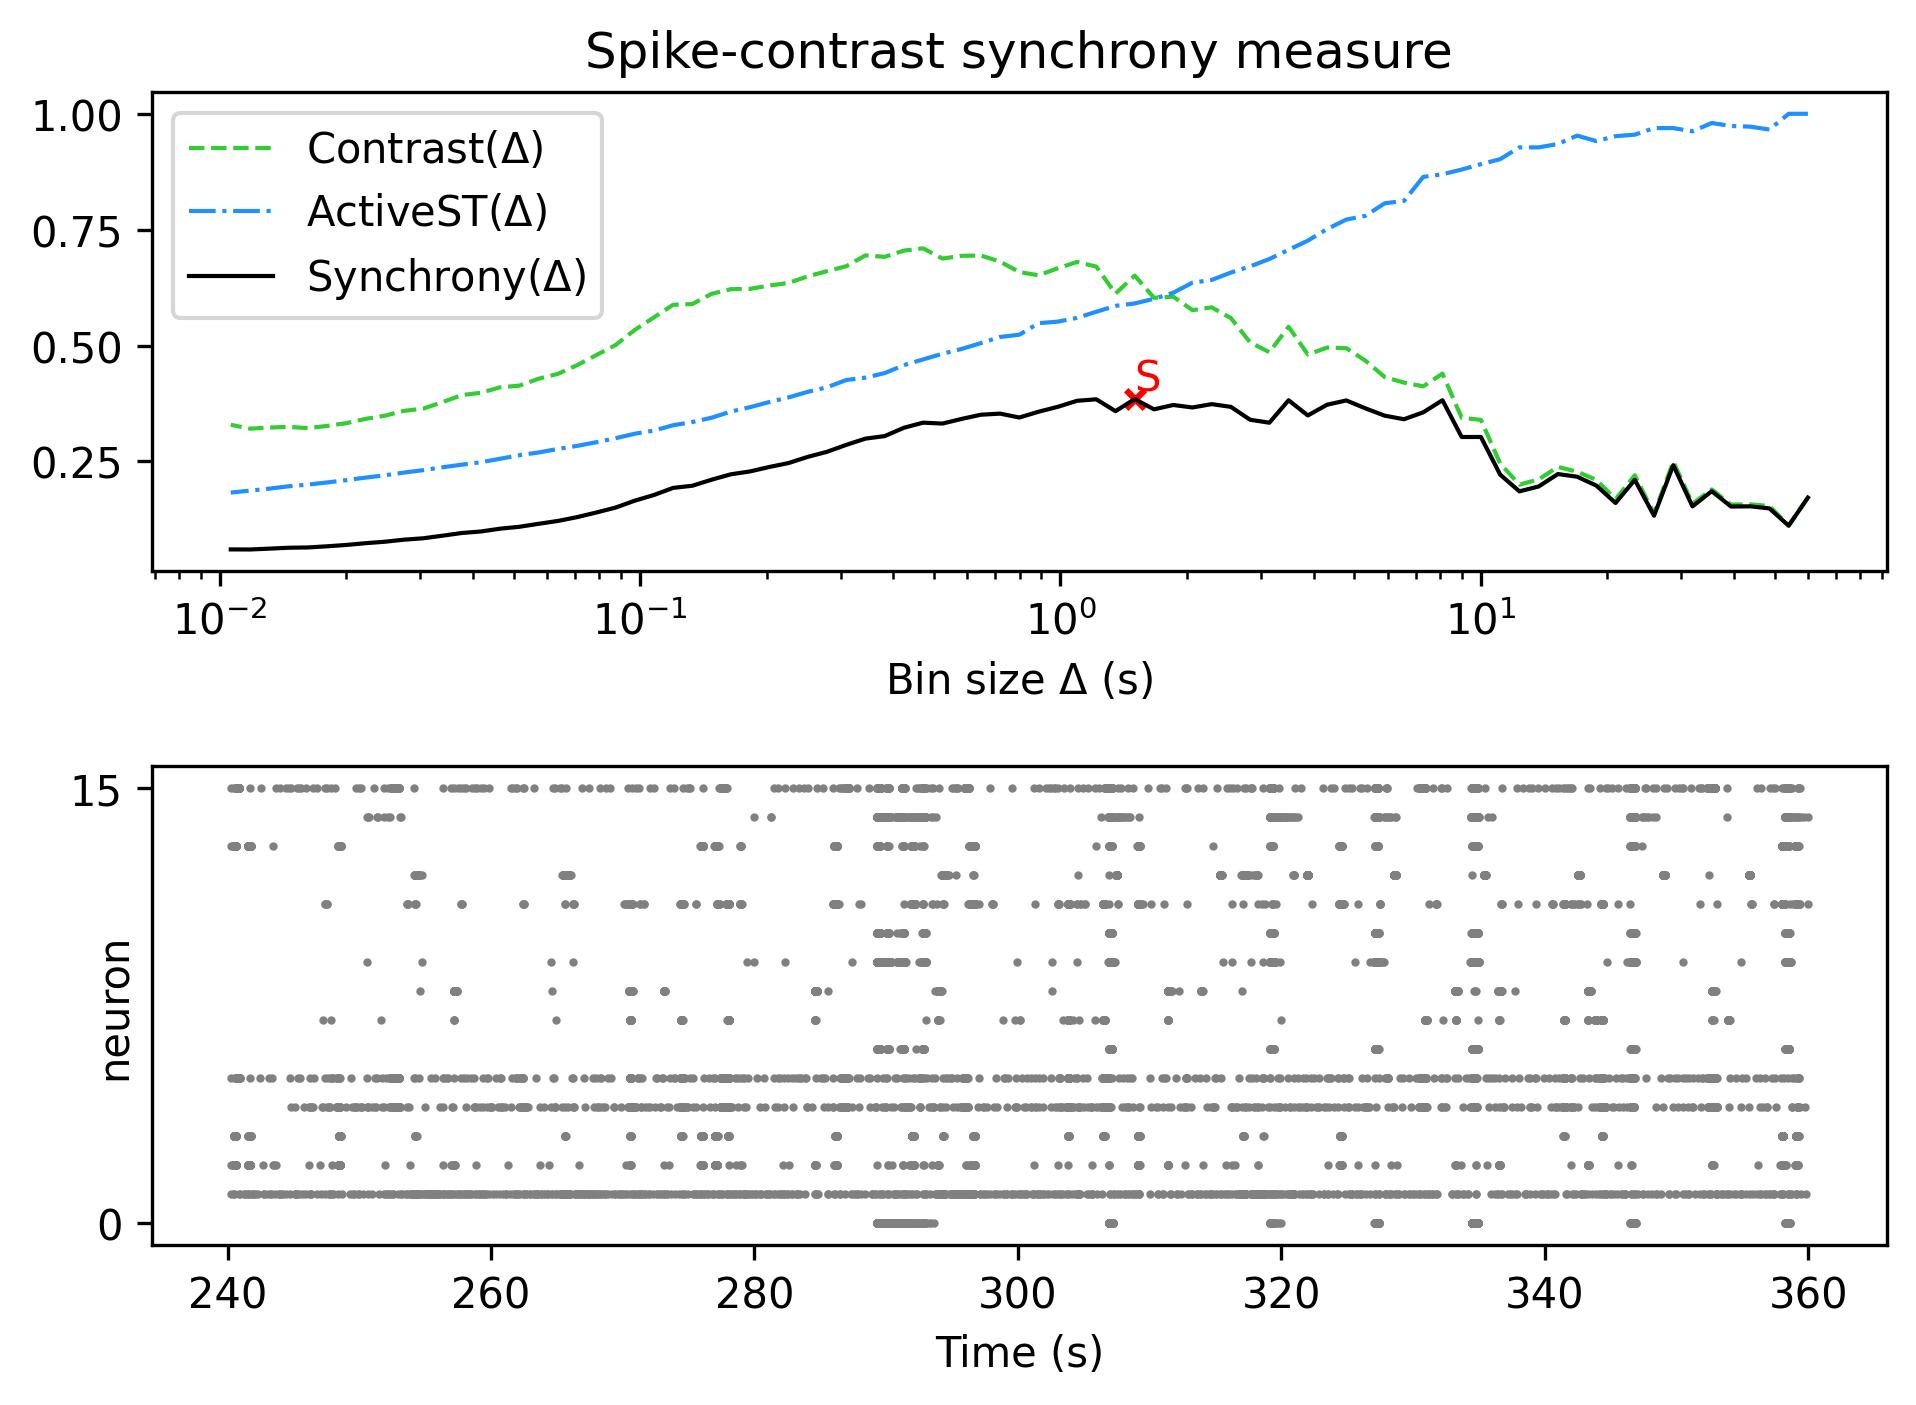 Spike-contrast synchrony measure
1.00
0.75
0.50
0.25
Contrast(Δ)
ActiveST(Δ)
Synchrony(Δ)
S
10⁻² 10⁻¹ 10⁰ 10¹
Bin size Δ (s)
15
0
neuron
240 260 280 300 320 340 360
Time (s)